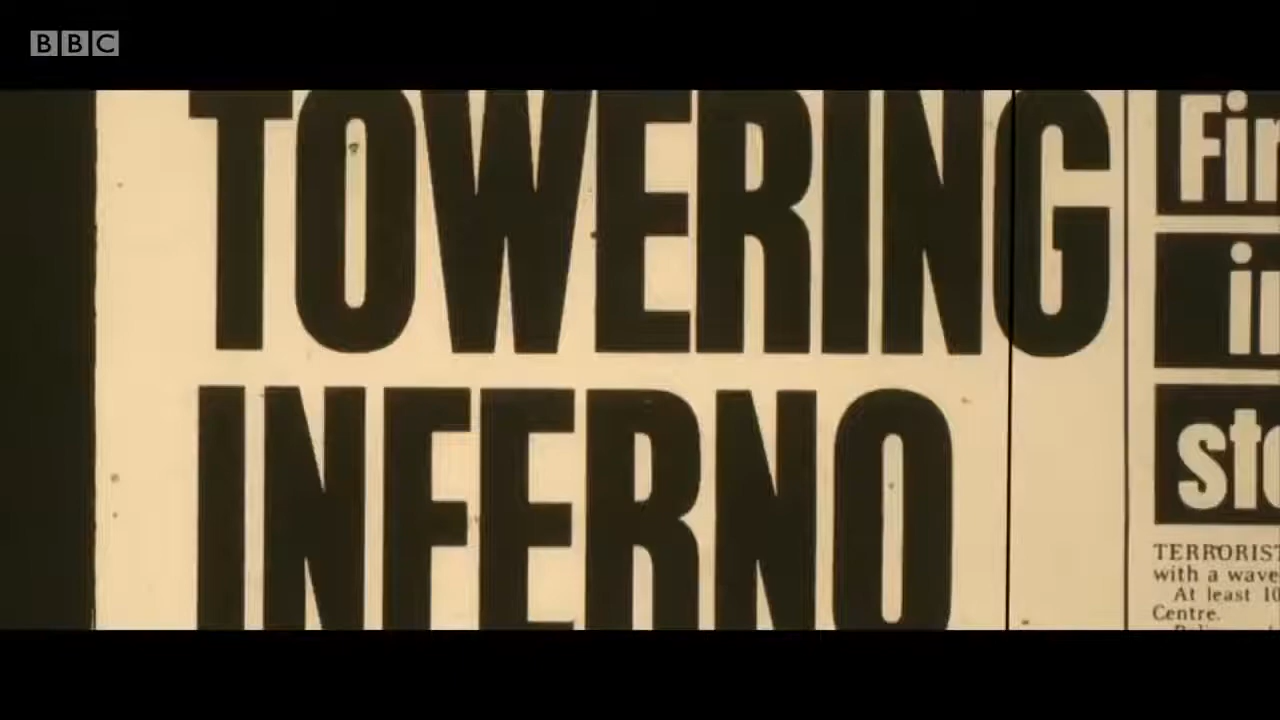 BBC
TOWERING
INFERNO
Fir
in
sto
TERRORIST
with a wave
At least 10
Centre.